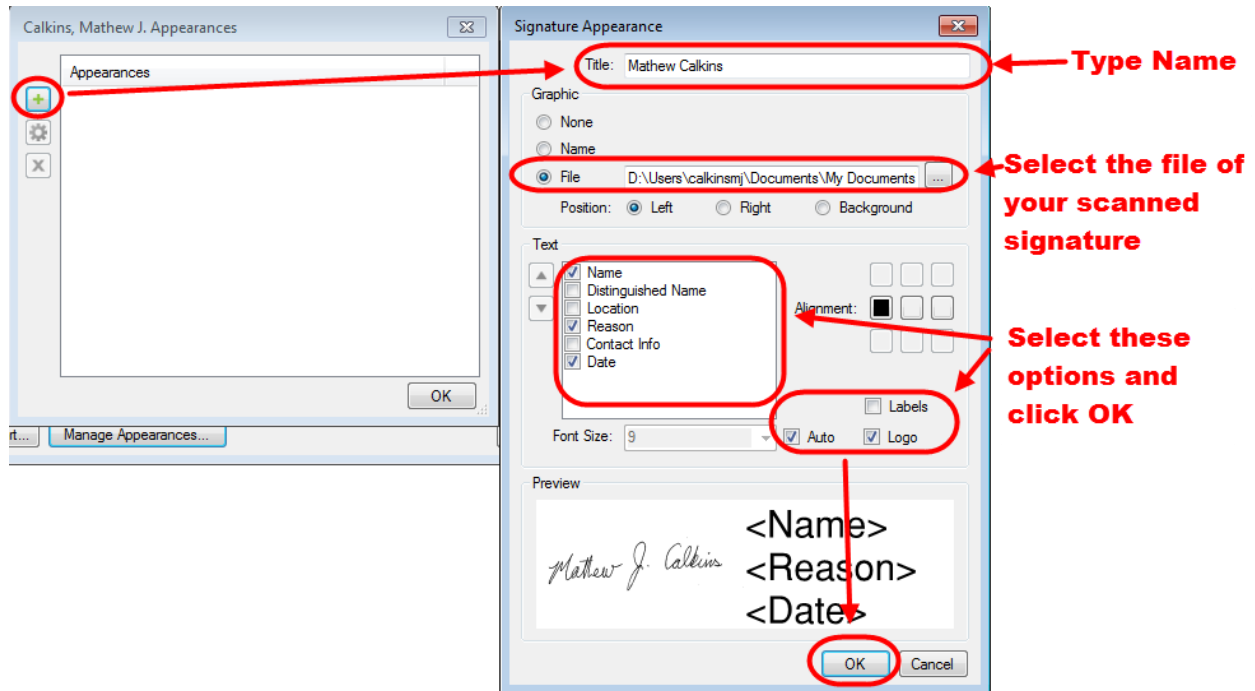 Calkins, Mathew J. Appearances
Appearances
OK
rt...
Manage Appearances...
Signature Appearance
Title: Mathew Calkins
Graphic
None
Name
File D:\Users\calkinsmj\Documents\My Documents ...
Position: Left Right Background
Text
Name
Distinguished Name
Location
Reason
Contact Info
Date
Alignment:
Labels
Font Size: 9 Auto Logo
Preview
Mathew J. Calkins
<Name>
<Reason>
<Date>
OK Cancel
Type Name
Select the file of
your scanned
signature
Select these
options and
click OK